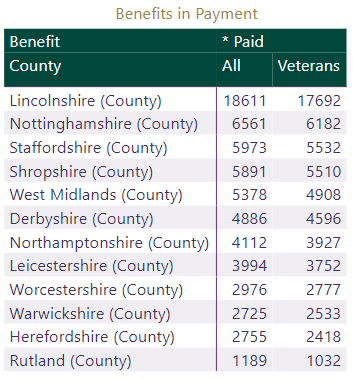 Benefits in Payment
Benefit * Paid
County All Veterans
Lincolnshire (County) 18611 17692
Nottinghamshire (County) 6561 6182
Staffordshire (County) 5973 5532
Shropshire (County) 5891 5510
West Midlands (County) 5378 4908
Derbyshire (County) 4886 4596
Northamptonshire (County) 4112 3927
Leicestershire (County) 3994 3752
Worcestershire (County) 2976 2777
Warwickshire (County) 2725 2533
Herefordshire (County) 2755 2418
Rutland (County) 1189 1032